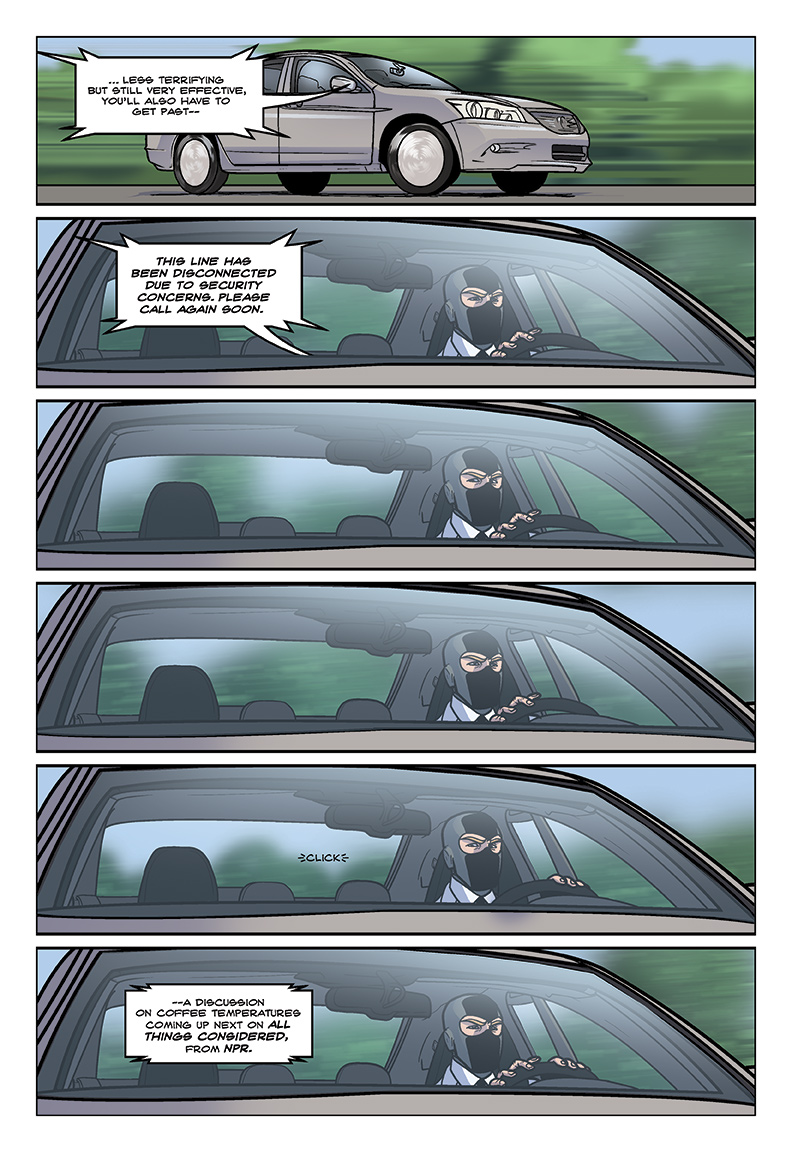 ... LESS TERRIFYING
BUT STILL VERY EFFECTIVE,
YOU'LL ALSO HAVE TO
GET PAST--
THIS LINE HAS
BEEN DISCONNECTED
DUE TO SECURITY
CONCERNS. PLEASE
CALL AGAIN SOON.
CLICK
--A DISCUSSION
ON COFFEE TEMPERATURES
COMING UP NEXT ON ALL
THINGS CONSIDERED,
FROM NPR.